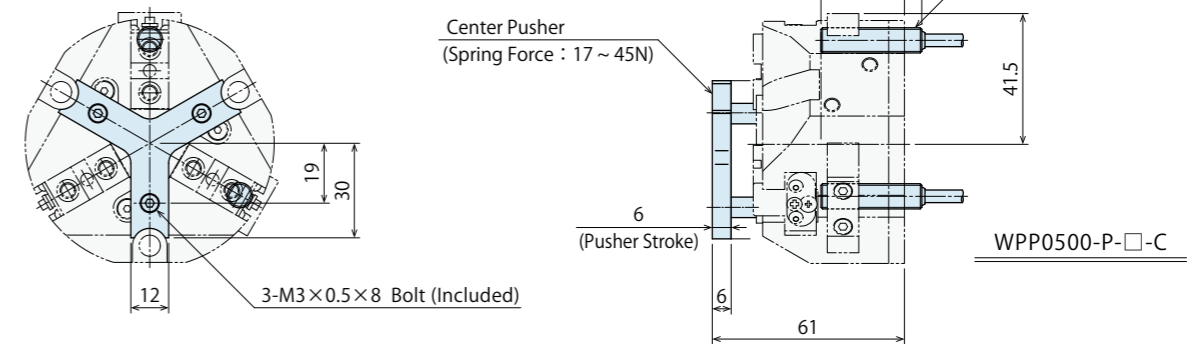 Center Pusher
(Spring Force：17 ~ 45N)
41.5
19
30
6
(Pusher Stroke)
WPP0500-P-□-C
12
3-M3×0.5×8 Bolt (Included)
6
61